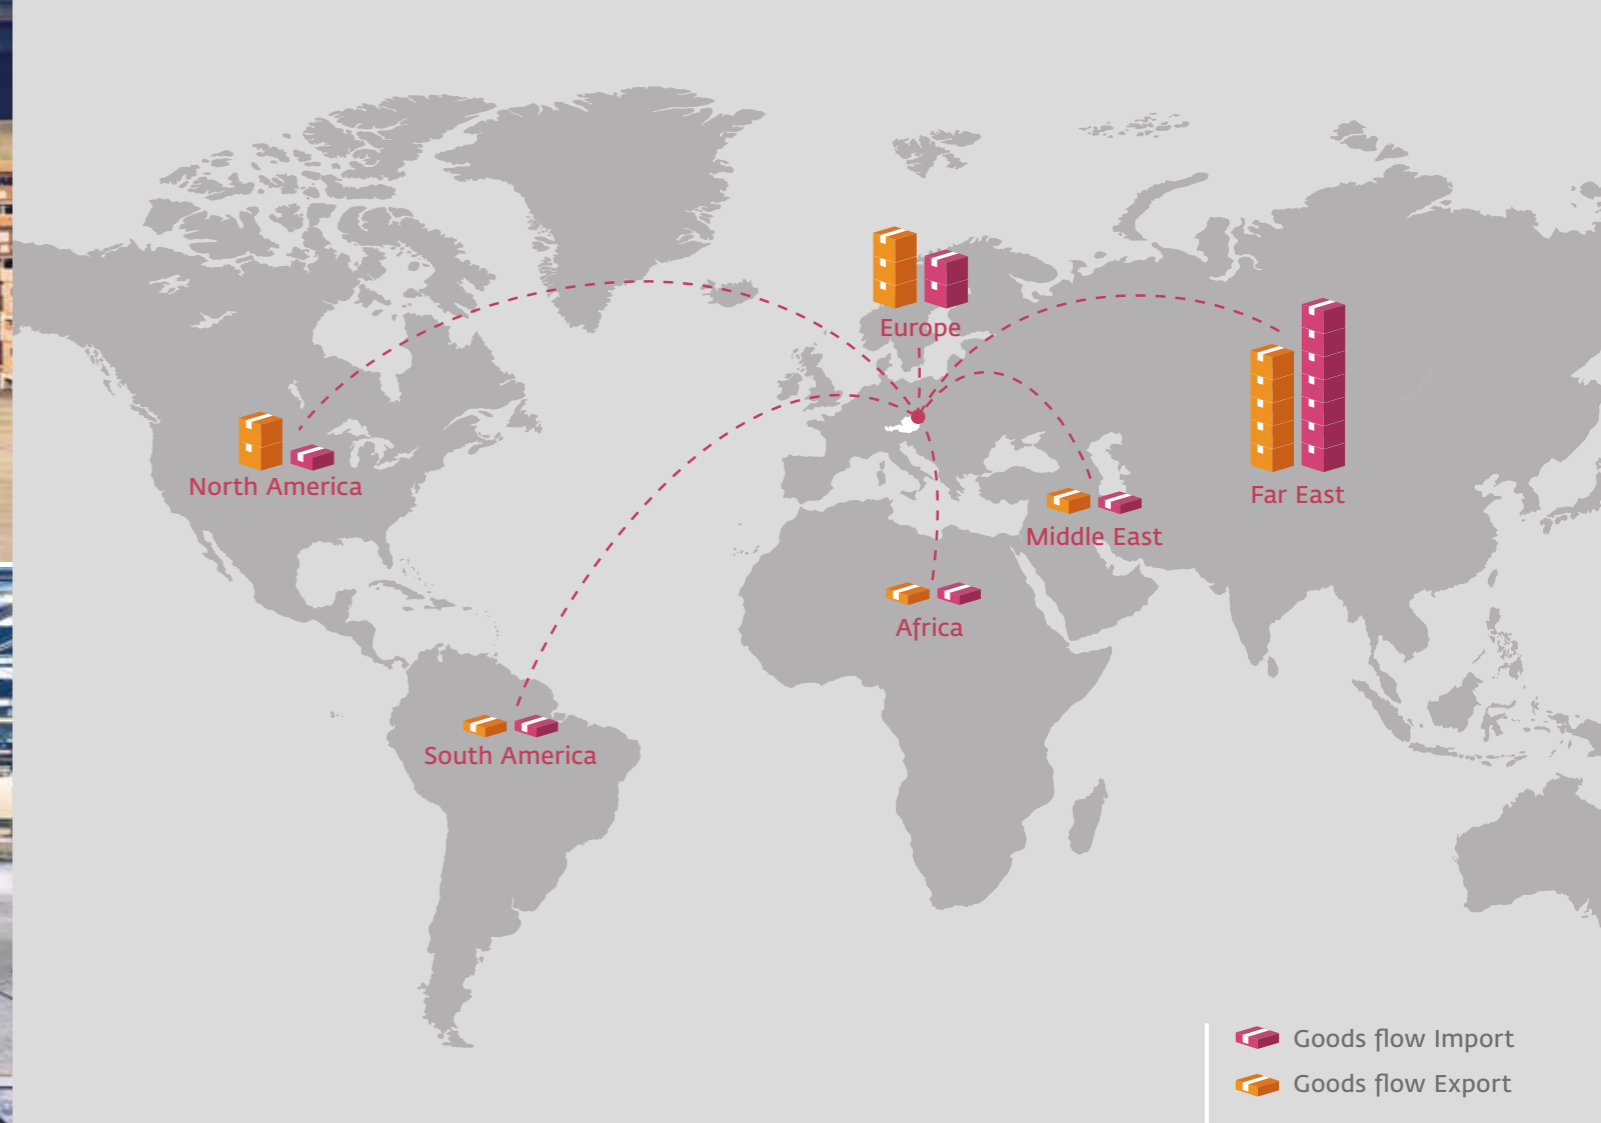 Europe
North America
Far East
Middle East
Africa
South America
Goods flow Import
Goods flow Export